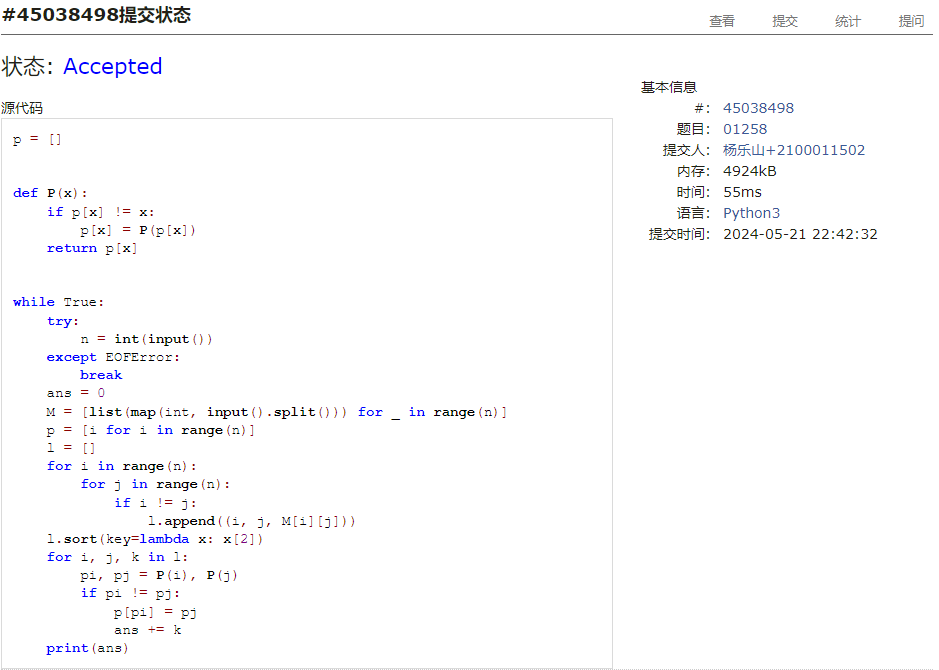 #45038498提交状态
查看 提交 统计 提问
状态: Accepted
源代码
p = []
def P(x):
    if p[x] != x:
        p[x] = P(p[x])
    return p[x]
while True:
    try:
        n = int(input())
    except EOFError:
        break
    ans = 0
    M = [list(map(int, input().split())) for _ in range(n)]
    p = [i for i in range(n)]
    l = []
    for i in range(n):
        for j in range(n):
            if i != j:
                l.append((i, j, M[i][j]))
    l.sort(key=lambda x: x[2])
    for i, j, k in l:
        pi, pj = P(i), P(j)
        if pi != pj:
            p[pi] = pj
            ans += k
    print(ans)
基本信息
#: 45038498
题目: 01258
提交人: 杨乐山+2100011502
内存: 4924kB
时间: 55ms
语言: Python3
提交时间: 2024-05-21 22:42:32